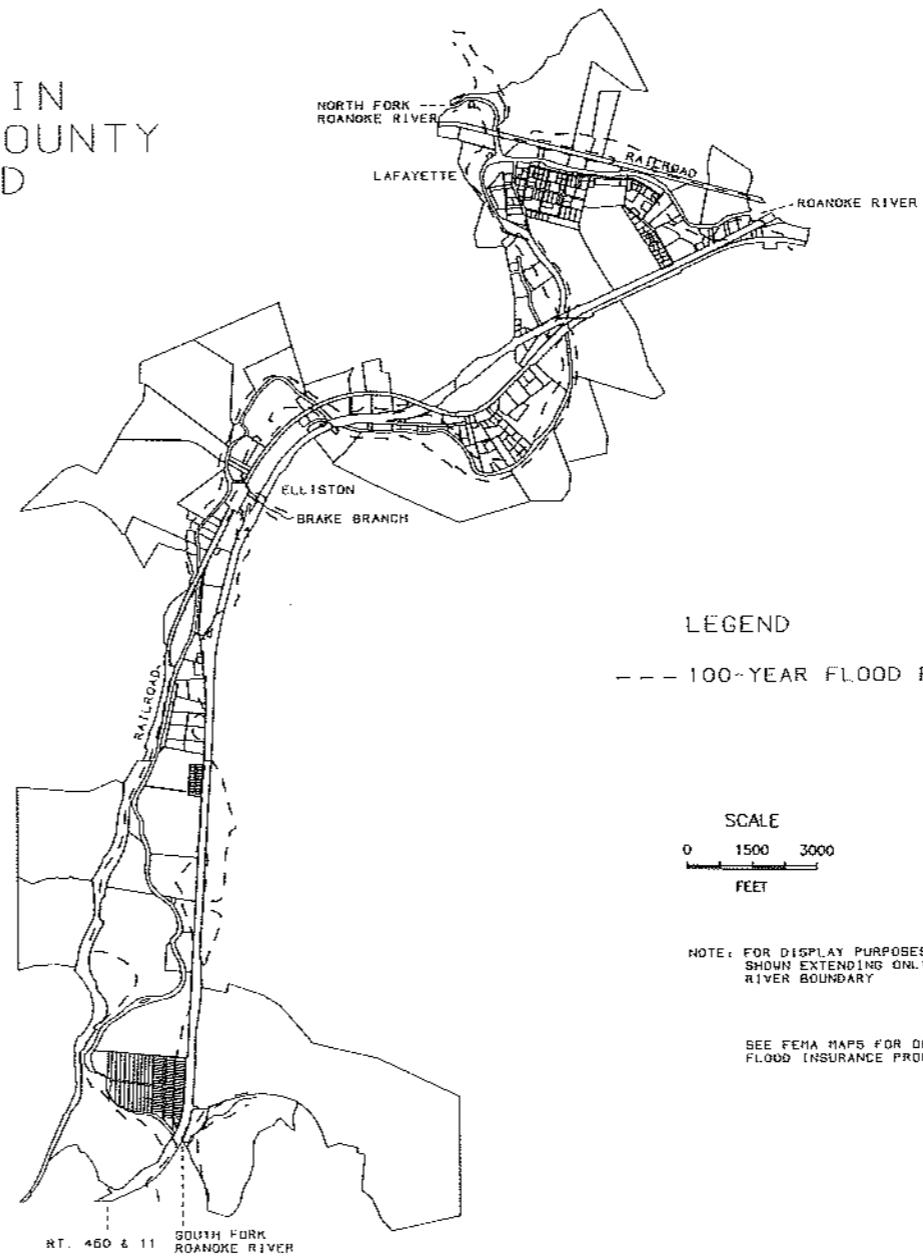 IN
OUNTY
D
NORTH FORK
ROANOKE RIVER
LAFAYETTE
RAILROAD
ROANOKE RIVER
ELLISTON
BRAKE BRANCH
RAILROAD
LEGEND
100-YEAR FLOOD
SCALE
0 1500 3000
FEET
NOTE: FOR DISPLAY PURPOSES
SHOWN EXTENDING ONL
RIVER BOUNDARY
SEE FEMA MAPS FOR
FLOOD INSURANCE
RT. 460 & 11
SOUTH FORK
ROANOKE RIVER